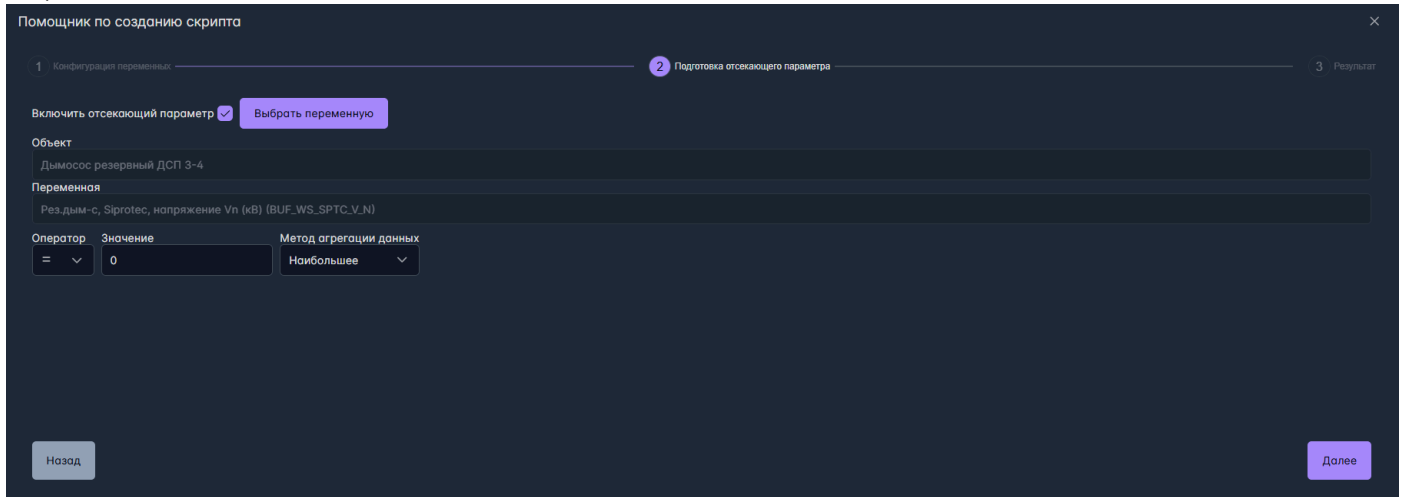 Помощник по созданию скрипта
1 Конфигурация переменных 2 Подготовка отсекающего параметра 3 Результат
Включить отсекающий параметр Выбрать переменную
Объект
Дымосос резервный ДСП 3-4
Переменная
Рез.дым-с, Siprotec, напряжение Vn (кВ) (BUF_WS_SPTC_V_N)
Оператор Значение Метод агрегации данных
= 0 Наибольшее
Назад Далее